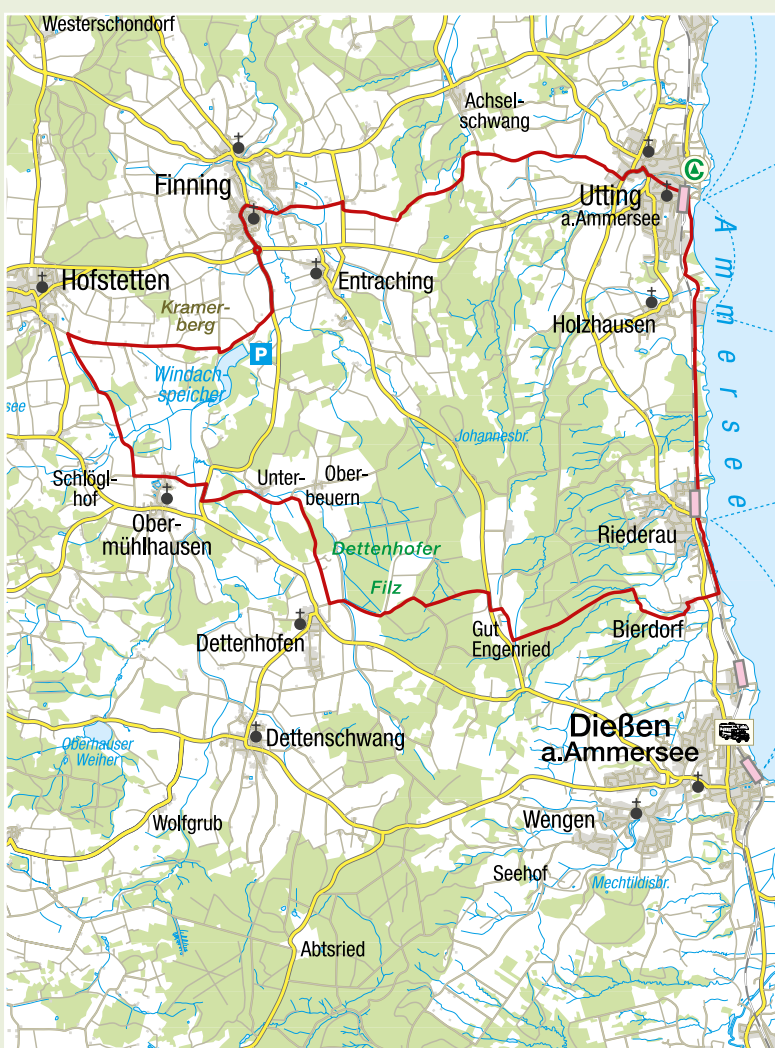 Westerschondorf
Achsel-
schwang
Finning
Utting
a.Ammersee
Hofstetten
Entraching
Kramer-
berg
Holzhausen
P
Windach
speicher
Ammersee
see
Johannesbr.
Schlögl-
hof
Unter-
Ober-
beuern
Ober-
mühlhausen
Riederau
Dettenhofer
Filz
Dettenhofen
Gut
Engenried
Bierdorf
Dießen
a.Ammersee
Dettenschwang
Oberhauser
Weiher
Wolfgrub
Wengen
Seehof
Mechtildisbr.
Abtsried